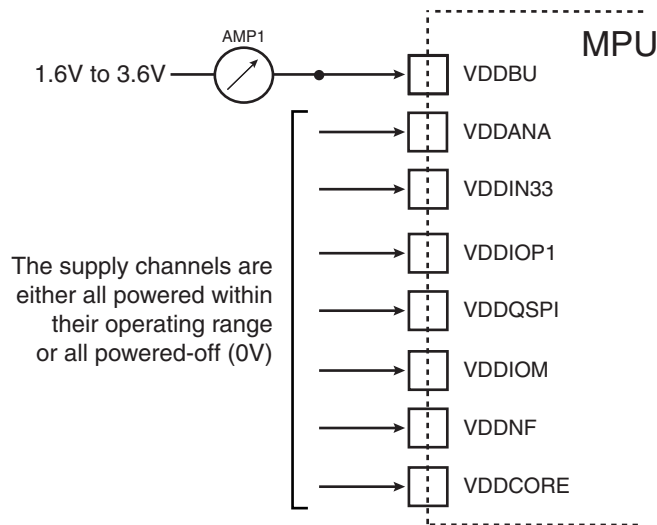 AMP1
MPU
1.6V to 3.6V
VDDBU
VDDANA
VDDIN33
VDDIOP1
The supply channels are
either all powered within
their operating range
or all powered-off (0V)
VDDQSPI
VDDIOM
VDDNF
VDDCORE